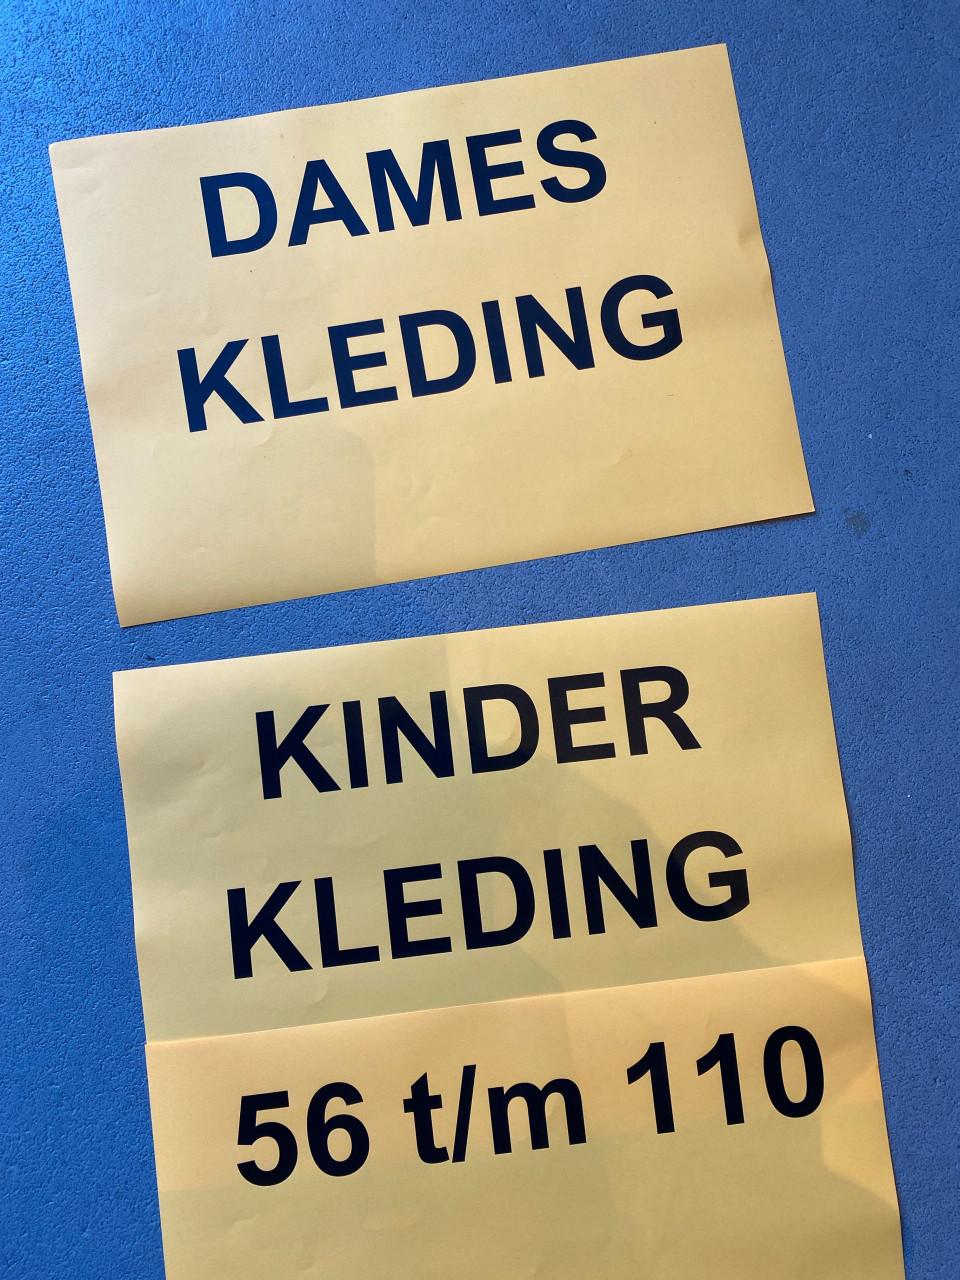 DAMES
KLEDING
KINDER
KLEDING
56 t/m 110